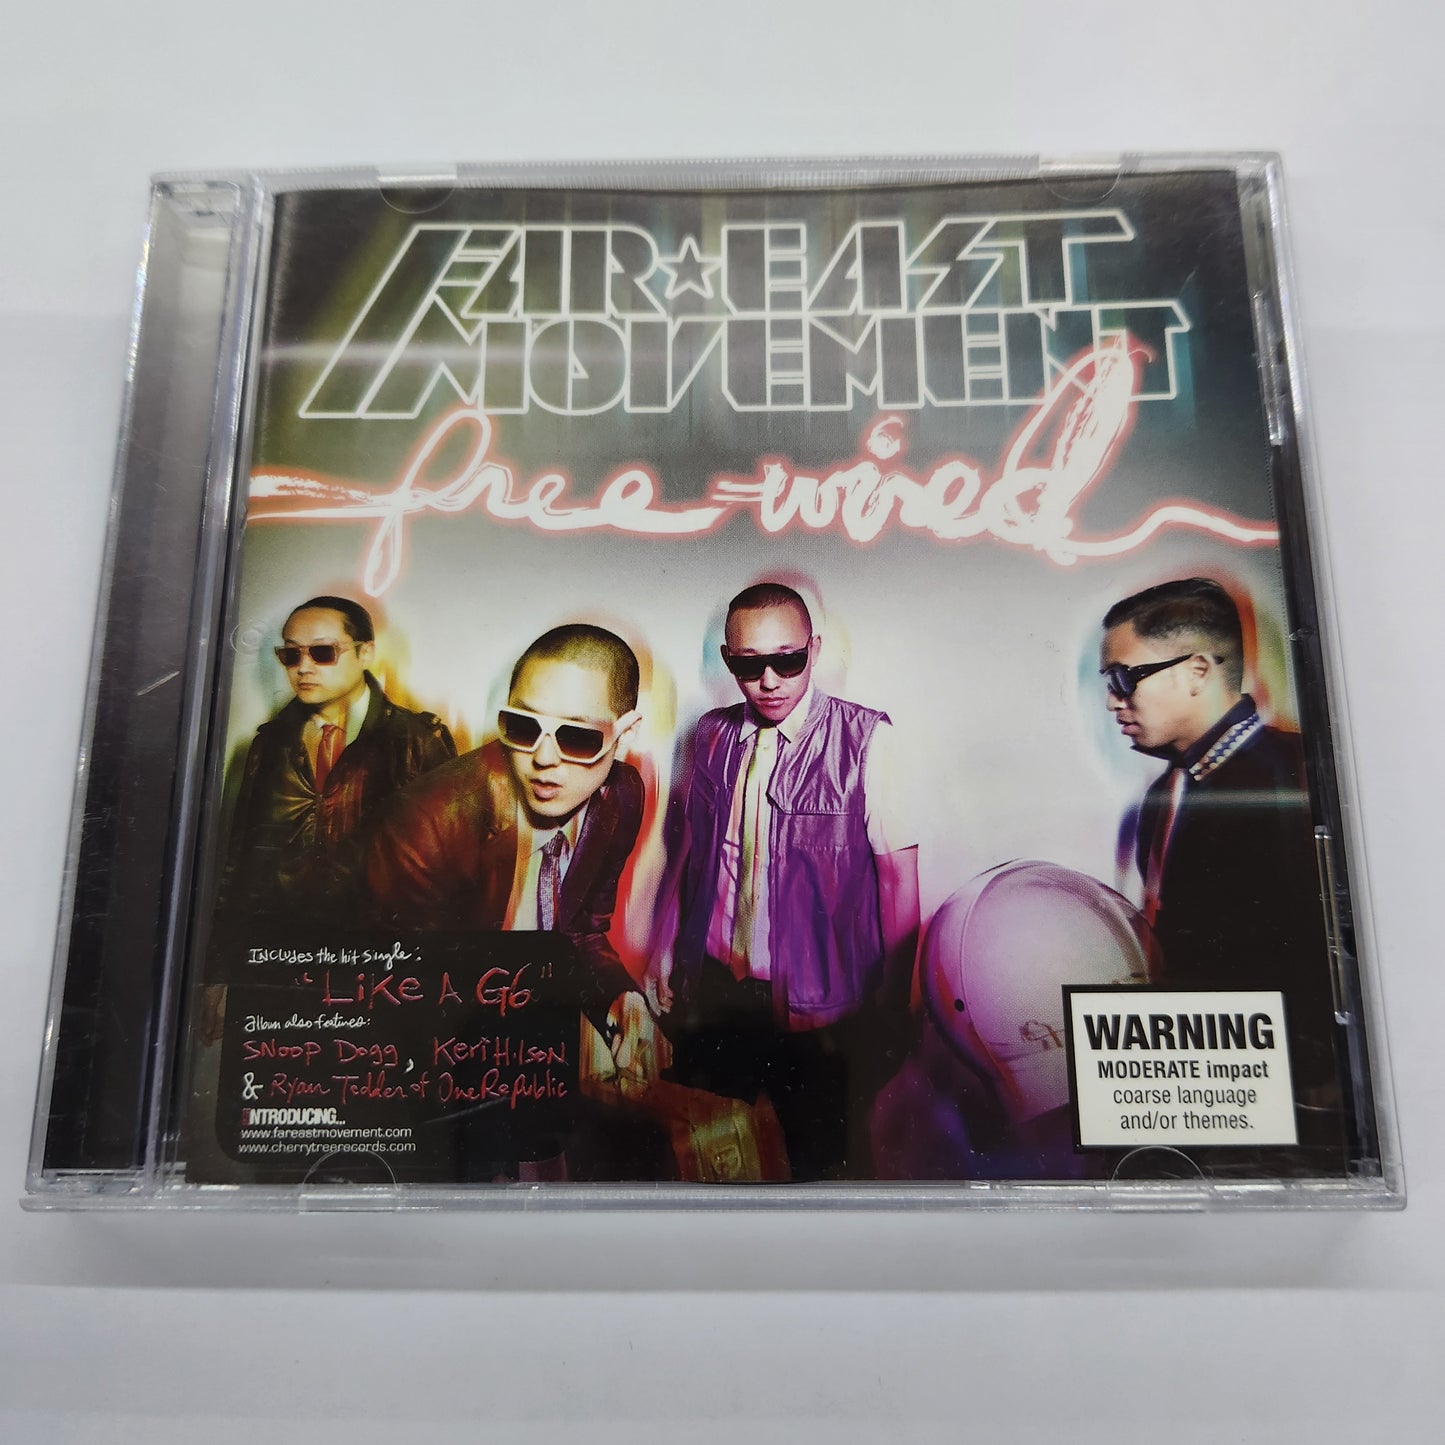 FAR★EAST
MOVEMENT
free wired
INCLUDES the hit single:
"LIKE A G6"
album also features:
SNOOP Dogg, Keri Hilson
& Ryan Tedder of OneRepublic
INTRODUCING...
www.fareastmovement.com
www.cherrytreerecords.com
WARNING
MODERATE impact
coarse language
and/or themes.